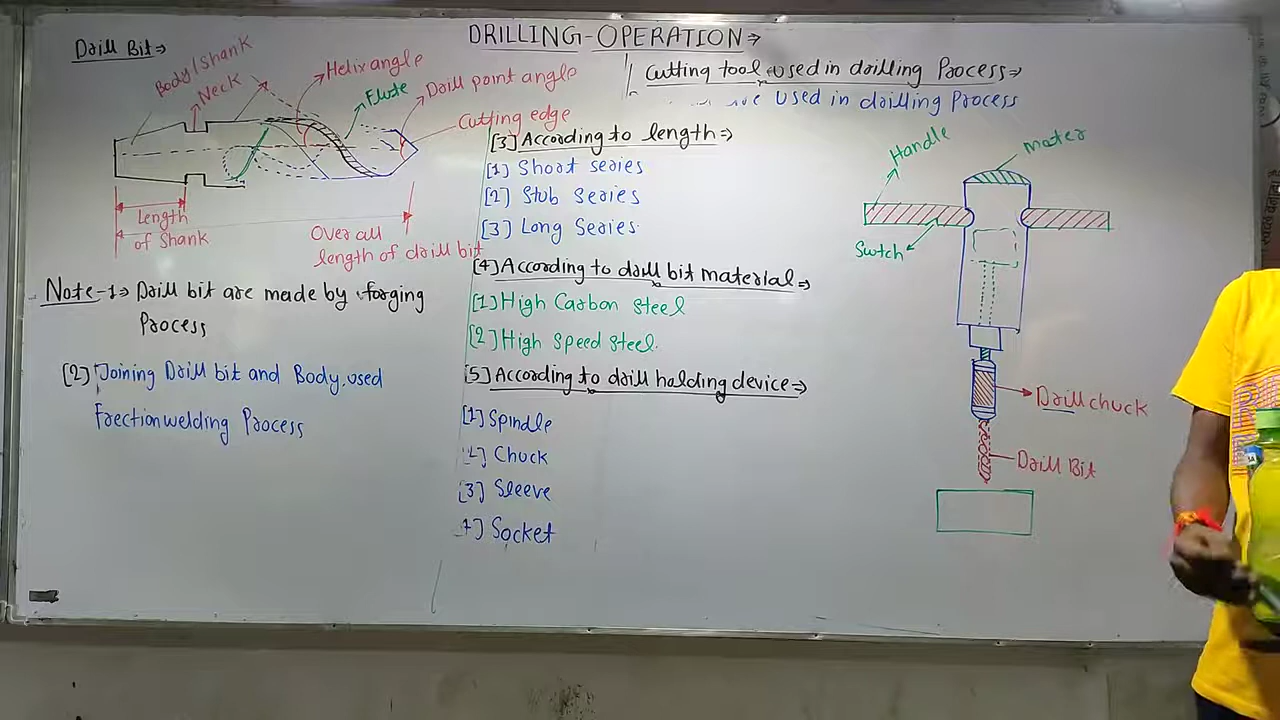 DRILLING-OPERATION⇒
Drill Bit⇒
Body/Shank
Neck
Helix angle
Flute
Drill point angle
Cutting edge
Length
of Shank
Over all
length of drill bit
Note-1⇒ Drill bit are made by forging
Process
[2] Joining Drill bit and Body used
Frection welding Process
Cutting tool used in drilling Process⇒
used in drilling Process
[3] According to length⇒
[1] Short series
[2] Stub Series
[3] Long Series
[4] According to drill bit material⇒
[1] High Carbon Steel
[2] High Speed Steel.
[5] According to drill holding device⇒
[1] Spindle
Chuck
[3] Sleeve
Socket
Handle
moter
Swtch
Drill chuck
Drill Bit